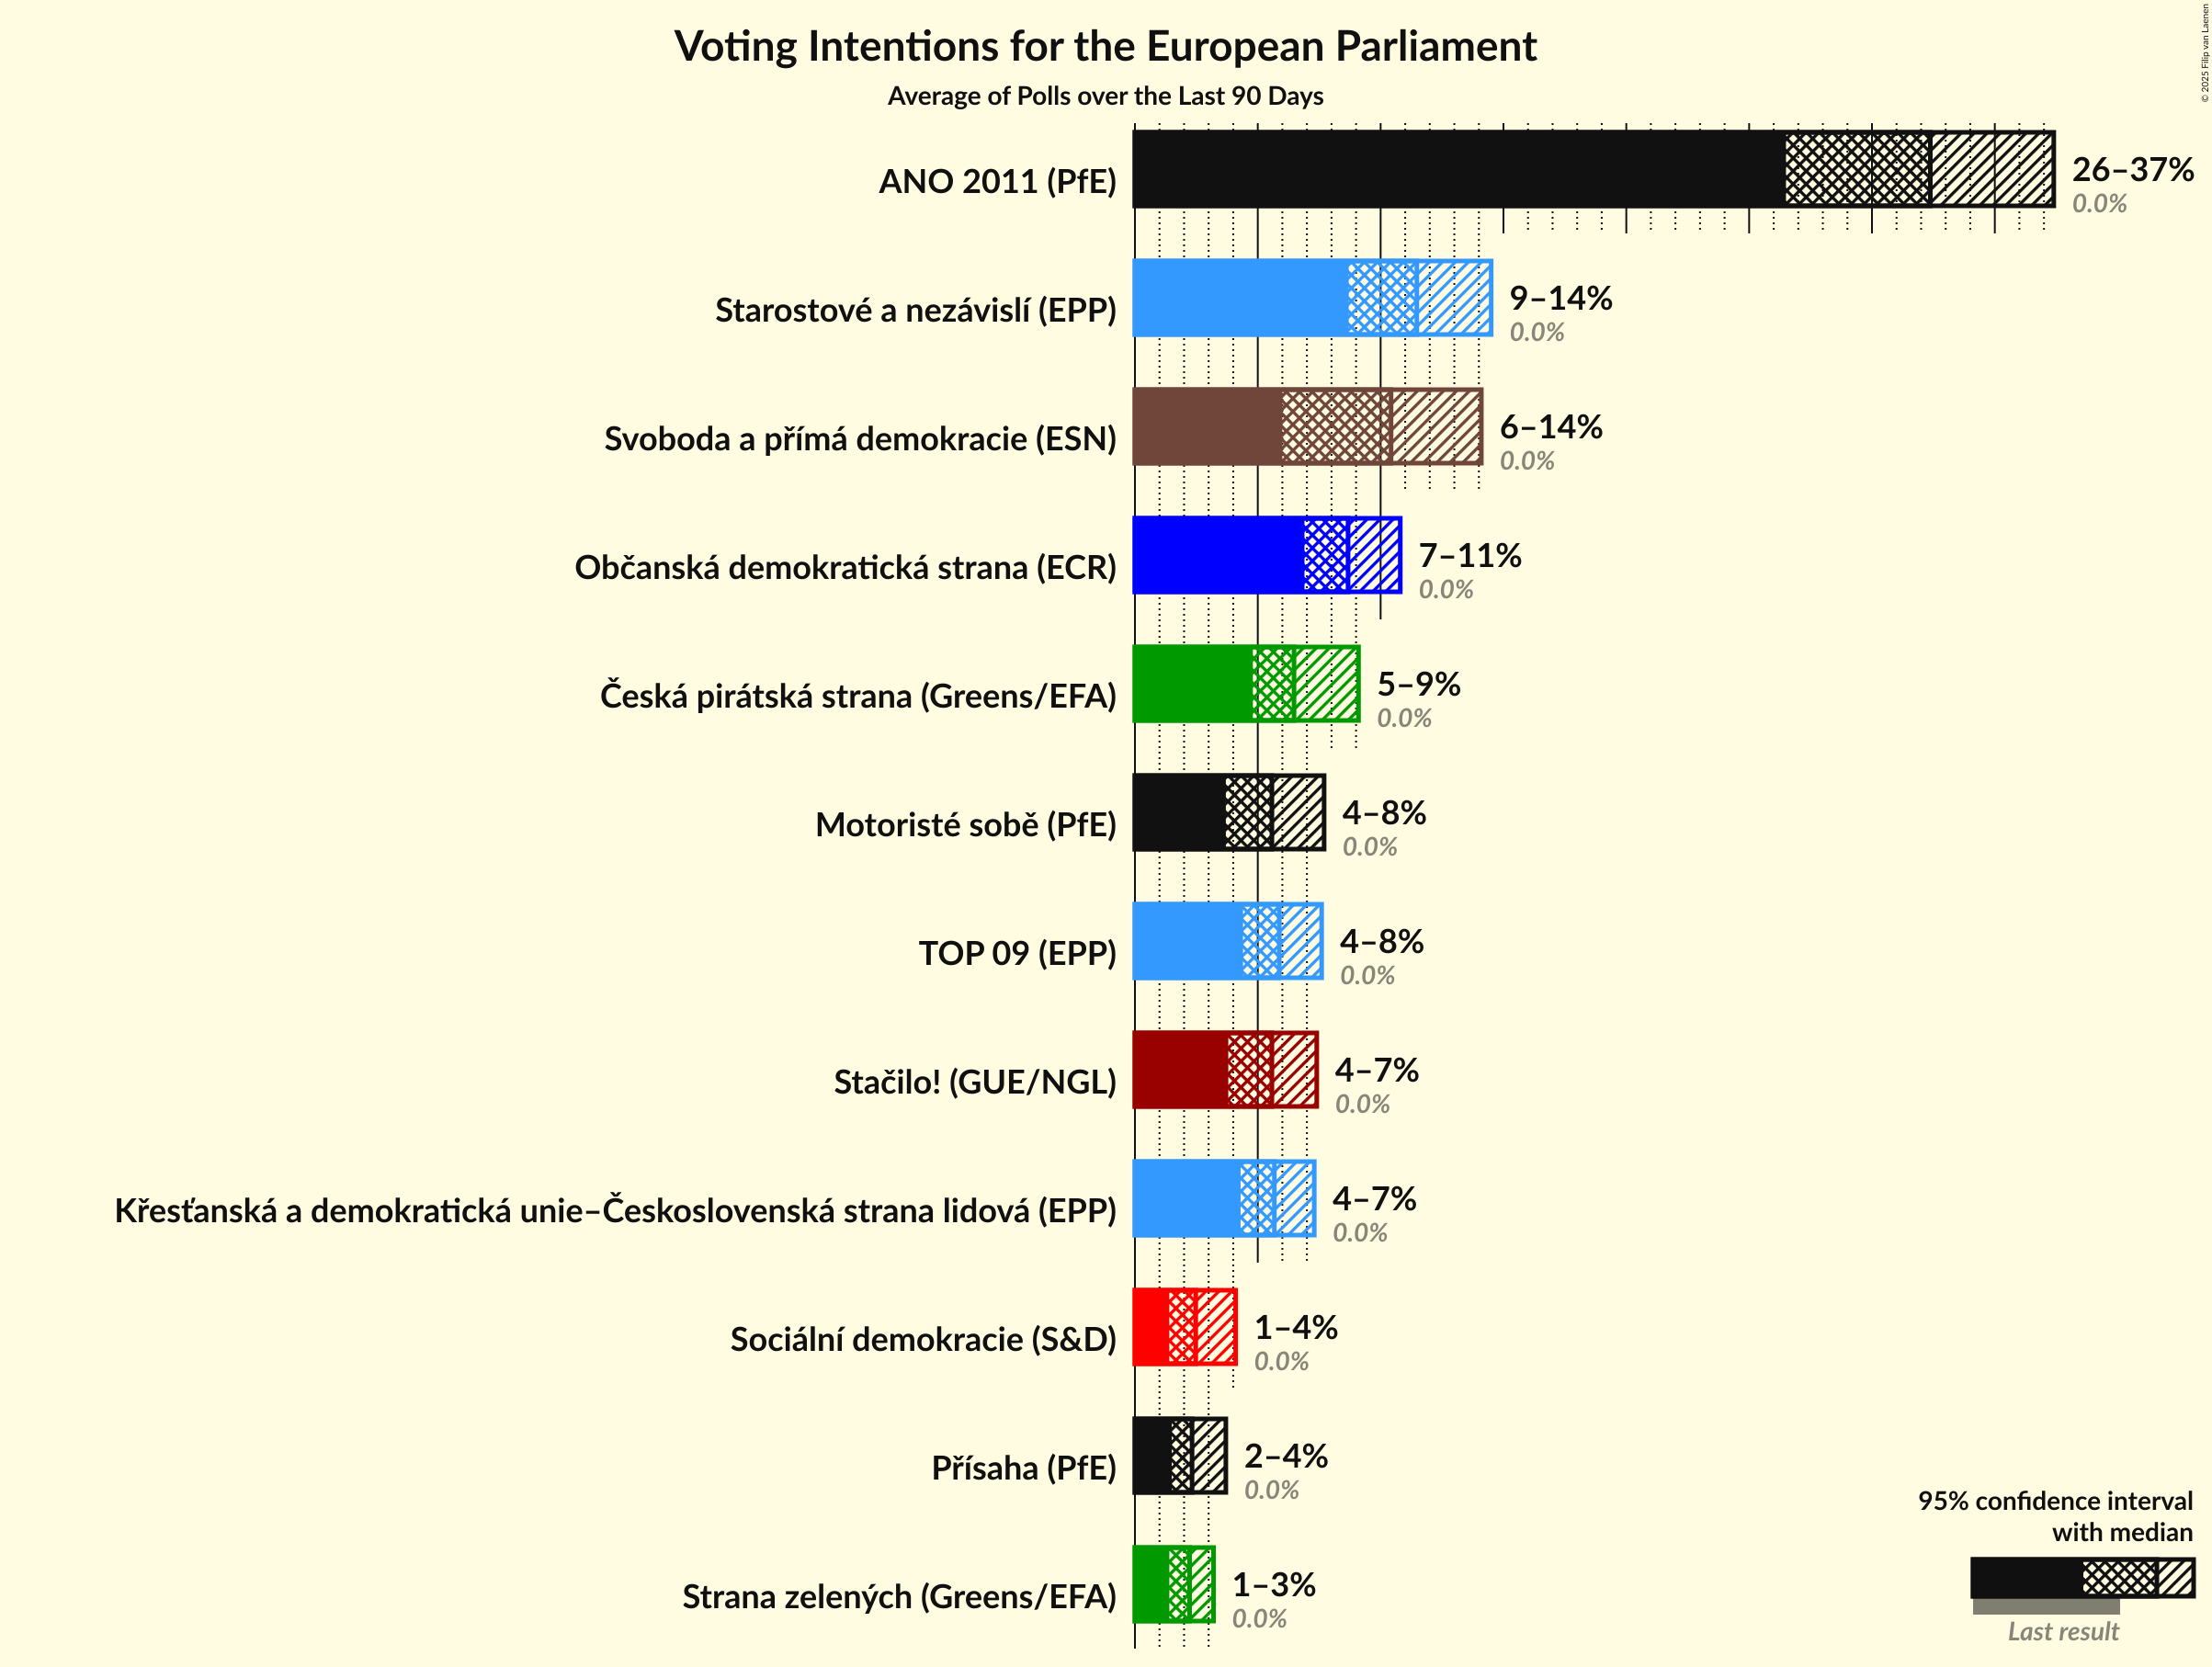 © 2025 Filip van Laenen
Voting Intentions for the European Parliament
Average of Polls over the Last 90 Days
ANO 2011 (PfE)
26–37%
0.0%
Starostové a nezávislí (EPP)
9–14%
0.0%
Svoboda a přímá demokracie (ESN)
6–14%
0.0%
Občanská demokratická strana (ECR)
7–11%
0.0%
Česká pirátská strana (Greens/EFA)
5–9%
0.0%
Motoristé sobě (PfE)
4–8%
0.0%
TOP 09 (EPP)
4–8%
0.0%
Stačilo! (GUE/NGL)
4–7%
0.0%
Křesťanská a demokratická unie–Československá strana lidová (EPP)
4–7%
0.0%
Sociální demokracie (S&D)
1–4%
0.0%
Přísaha (PfE)
2–4%
0.0%
Strana zelených (Greens/EFA)
1–3%
0.0%
95% confidence interval
with median
Last result